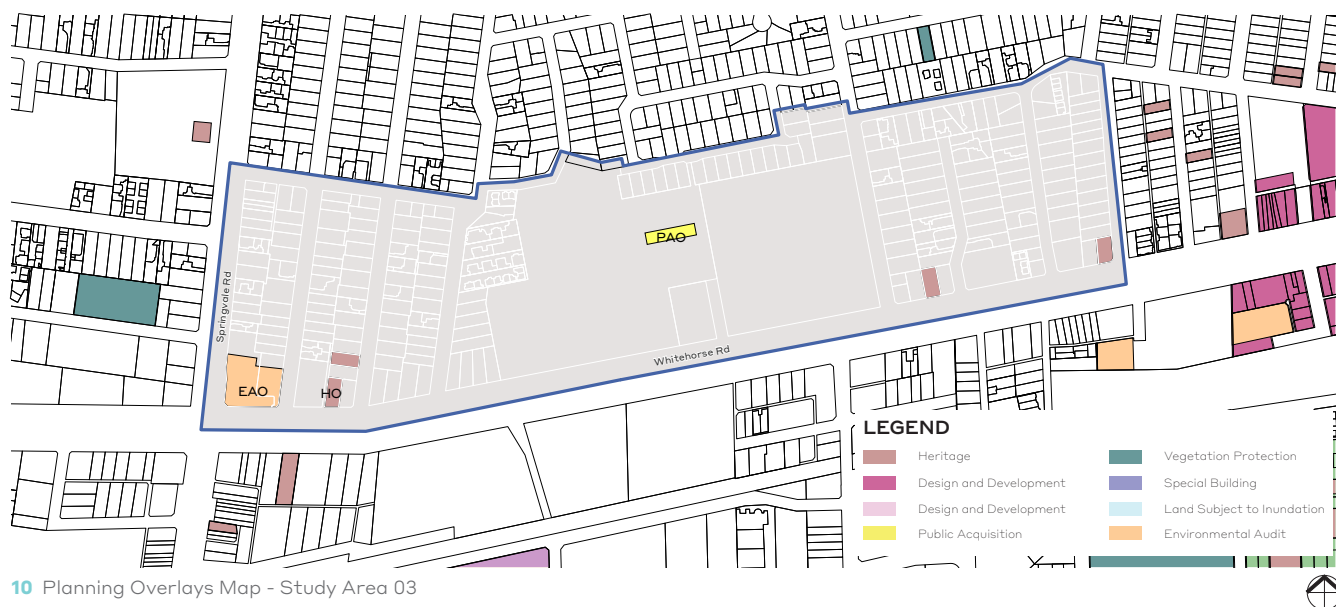 PAO
Springvale Rd
Whitehorse Rd
EAO
HO
LEGEND
Heritage
Design and Development
Design and Development
Public Acquisition
Vegetation Protection
Special Building
Land Subject to Inundation
Environmental Audit
10 Planning Overlays Map - Study Area 03